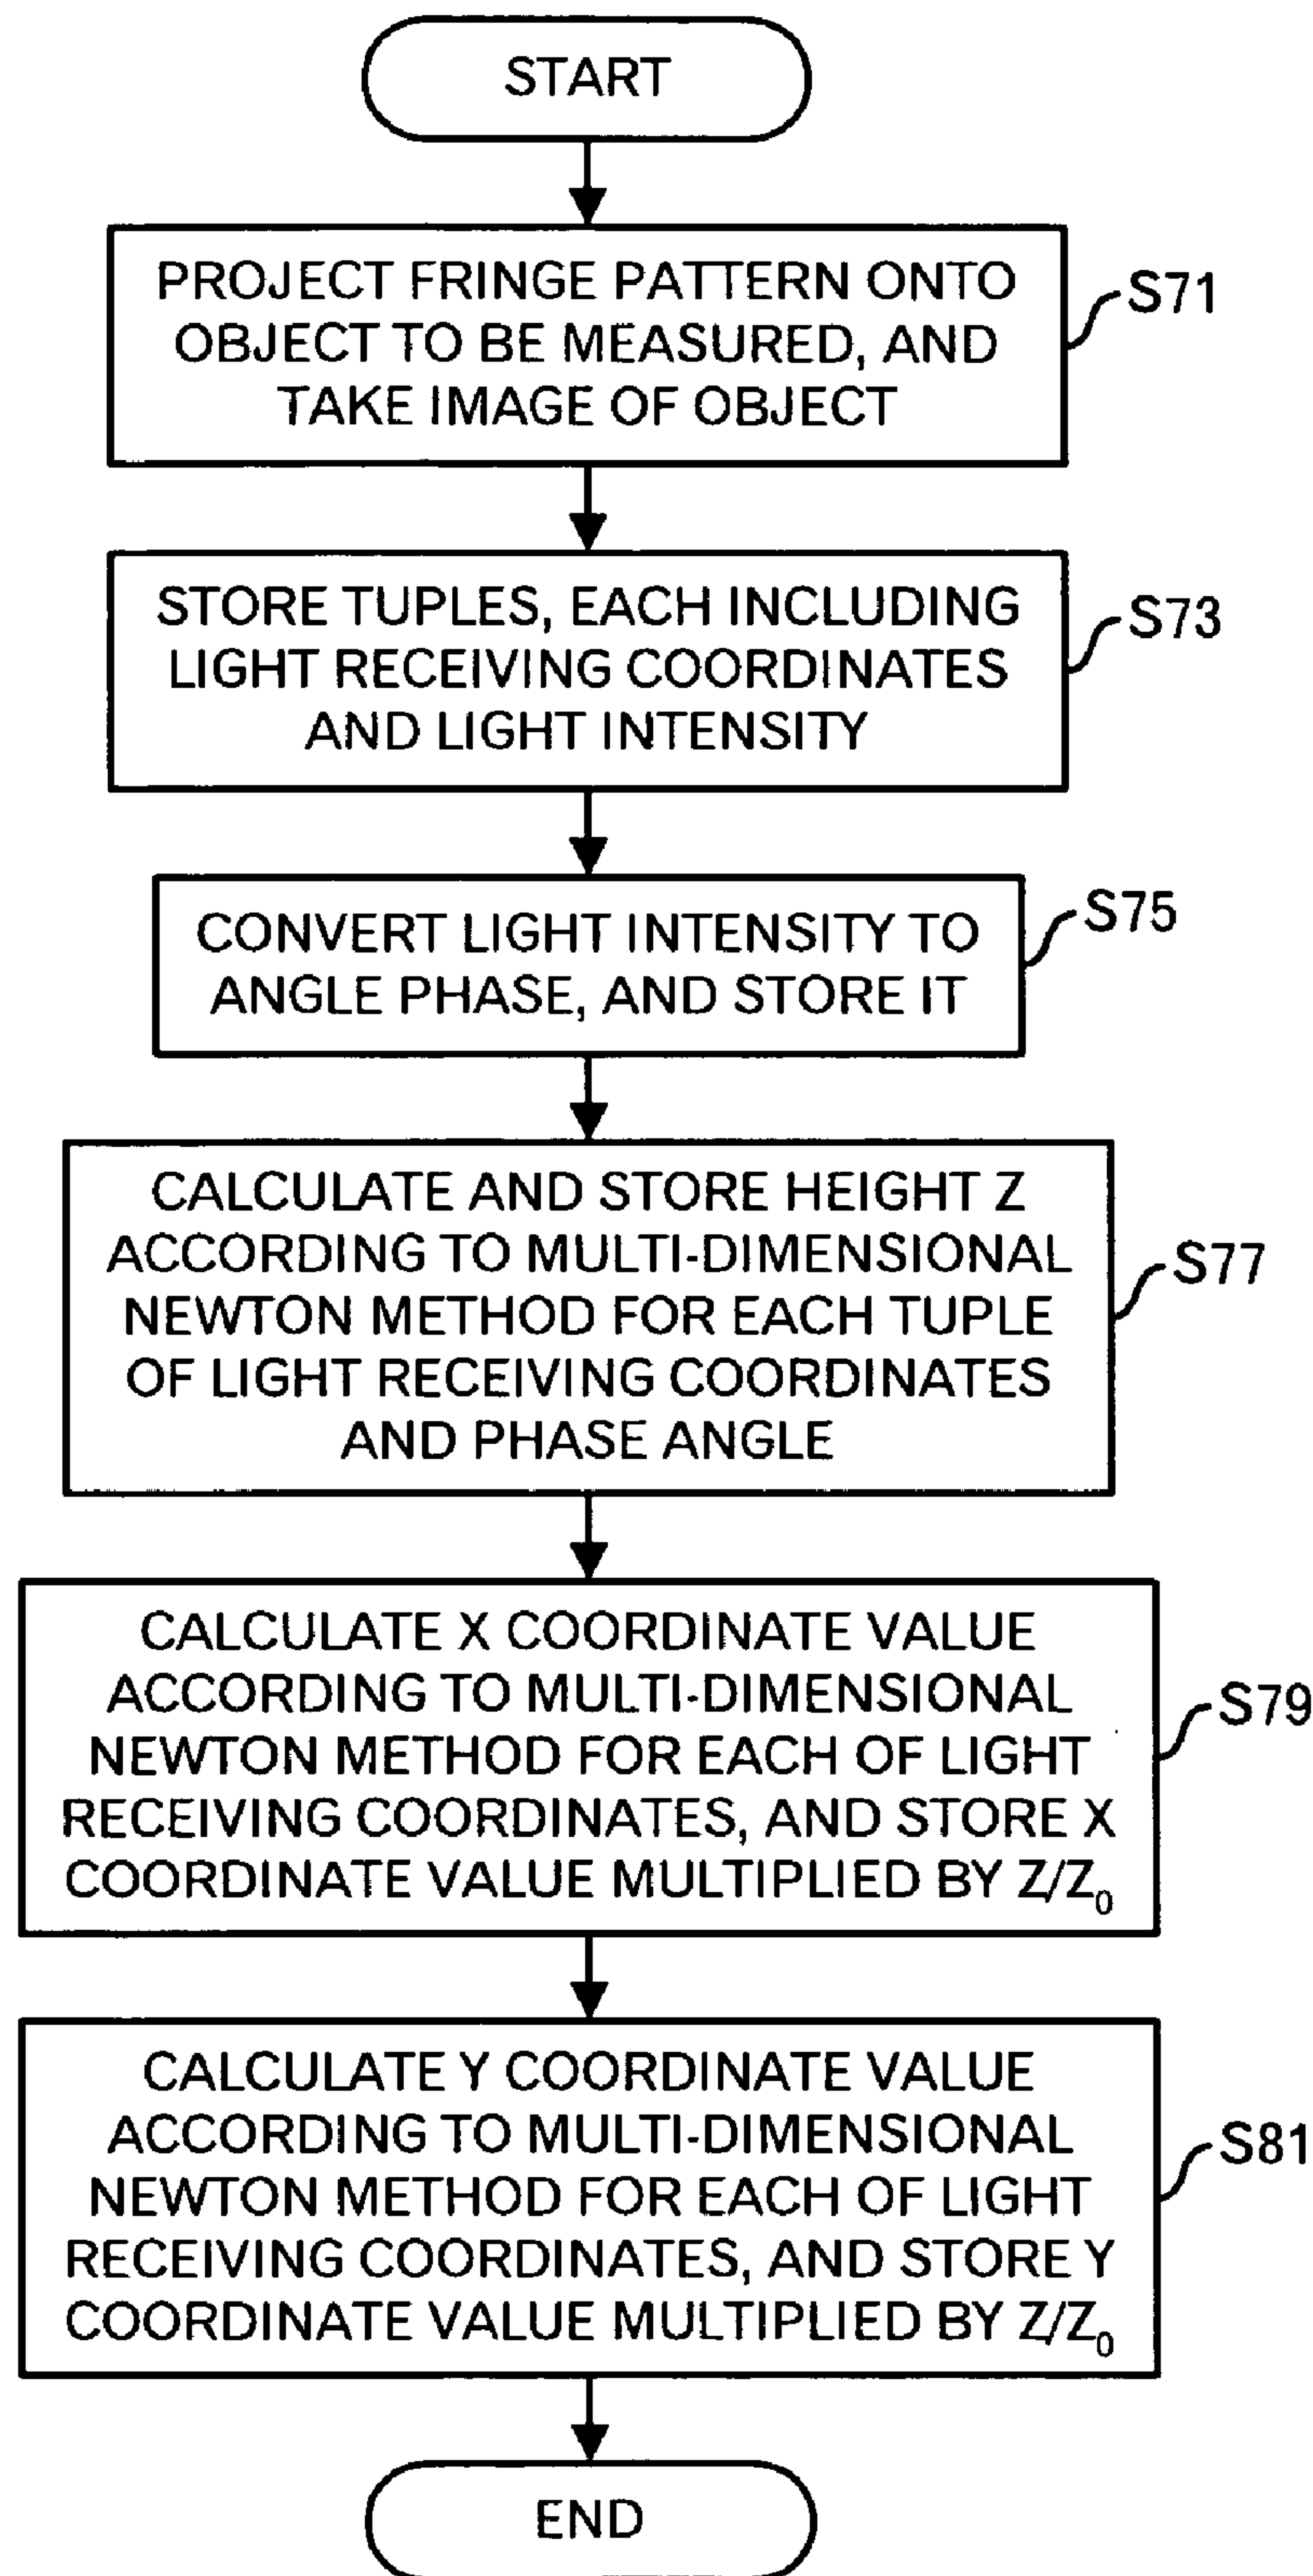 START
PROJECT FRINGE PATTERN ONTO
OBJECT TO BE MEASURED, AND
TAKE IMAGE OF OBJECT
S71
STORE TUPLES, EACH INCLUDING
LIGHT RECEIVING COORDINATES
AND LIGHT INTENSITY
S73
CONVERT LIGHT INTENSITY TO
ANGLE PHASE, AND STORE IT
S75
CALCULATE AND STORE HEIGHT Z
ACCORDING TO MULTI-DIMENSIONAL
NEWTON METHOD FOR EACH TUPLE
OF LIGHT RECEIVING COORDINATES
AND PHASE ANGLE
S77
CALCULATE X COORDINATE VALUE
ACCORDING TO MULTI-DIMENSIONAL
NEWTON METHOD FOR EACH OF LIGHT
RECEIVING COORDINATES, AND STORE X
COORDINATE VALUE MULTIPLIED BY Z/Z₀
S79
CALCULATE Y COORDINATE VALUE
ACCORDING TO MULTI-DIMENSIONAL
NEWTON METHOD FOR EACH OF LIGHT
RECEIVING COORDINATES, AND STORE Y
COORDINATE VALUE MULTIPLIED BY Z/Z₀
S81
END